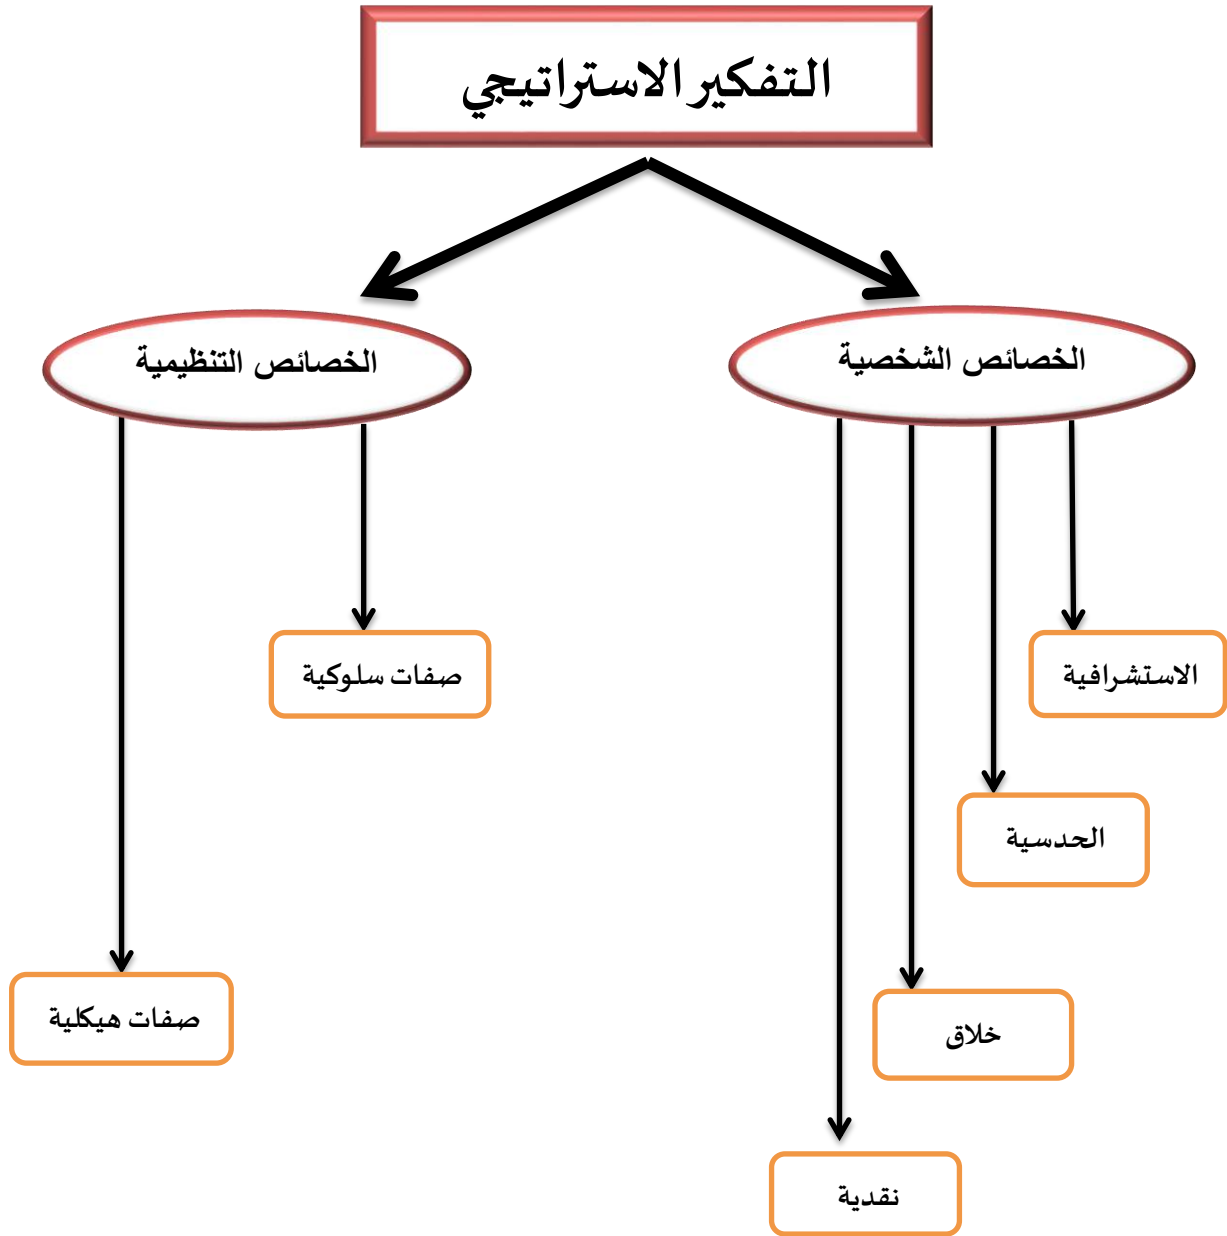 التفكير الاستراتيجي
الخصائص الشخصية
الخصائص التنظيمية
الاستشرافية
صفات سلوكية
الحدسية
خلاق
صفات هيكلية
نقدية